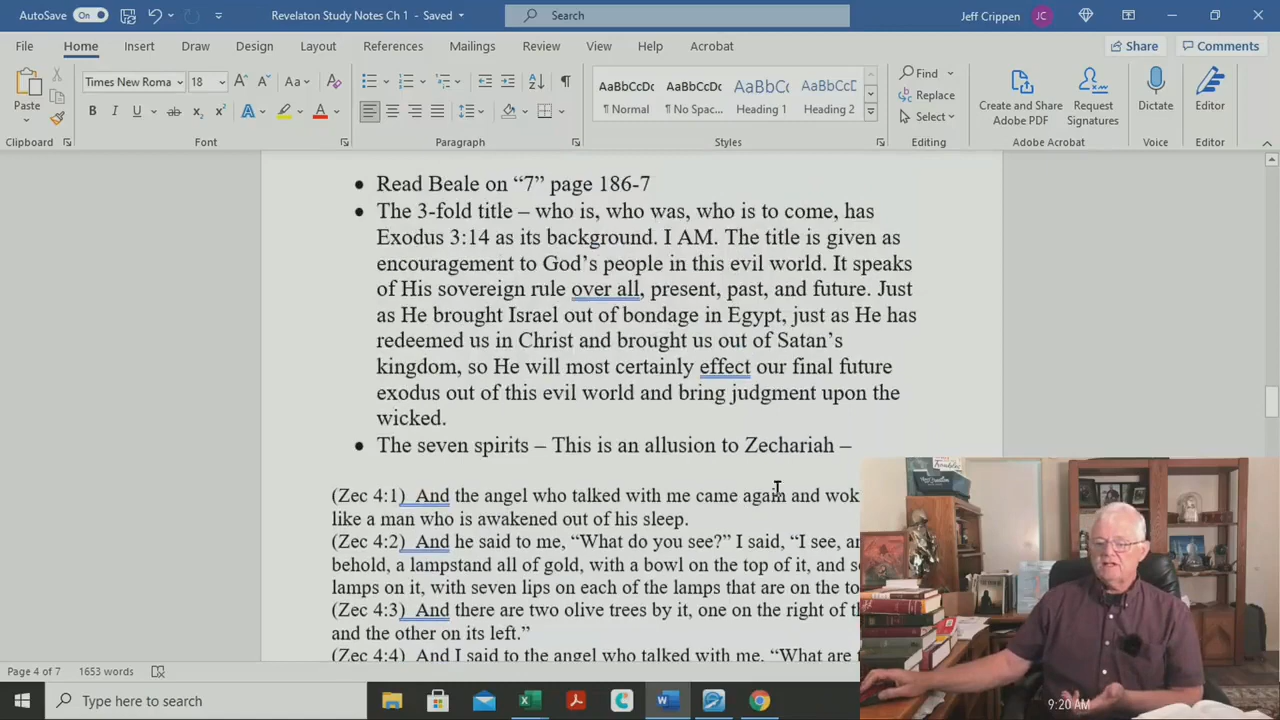 AutoSave On Revelaton Study Notes Ch 1 - Saved Search Jeff Crippen JC
File Home Insert Draw Design Layout References Mailings Review View Help Acrobat Share Comments
Paste
Times New Roma 18 Aa
B I U ab x₂ x² A A
AaBbCcDc AaBbCcDc AaBbC AaBbCcD
¶ Normal ¶ No Spac... Heading 1 Heading 2
Find
Replace
Select
Create and Share Adobe PDF
Request Signatures
Dictate
Editor
Clipboard Font Paragraph Styles Editing Adobe Acrobat Voice Editor
• Read Beale on “7” page 186-7
• The 3-fold title – who is, who was, who is to come, has
Exodus 3:14 as its background. I AM. The title is given as
encouragement to God’s people in this evil world. It speaks
of His sovereign rule over all, present, past, and future. Just
as He brought Israel out of bondage in Egypt, just as He has
redeemed us in Christ and brought us out of Satan’s
kingdom, so He will most certainly effect our final future
exodus out of this evil world and bring judgment upon the
wicked.
• The seven spirits – This is an allusion to Zechariah –
(Zec 4:1) And the angel who talked with me came again and wok
like a man who is awakened out of his sleep.
(Zec 4:2) And he said to me, “What do you see?” I said, “I see, an
behold, a lampstand all of gold, with a bowl on the top of it, and se
lamps on it, with seven lips on each of the lamps that are on the to
(Zec 4:3) And there are two olive trees by it, one on the right of th
and the other on its left.”
(Zec 4:4) And I said to the angel who talked with me, “What are t
Page 4 of 7 1653 words
Type here to search
9:20 AM